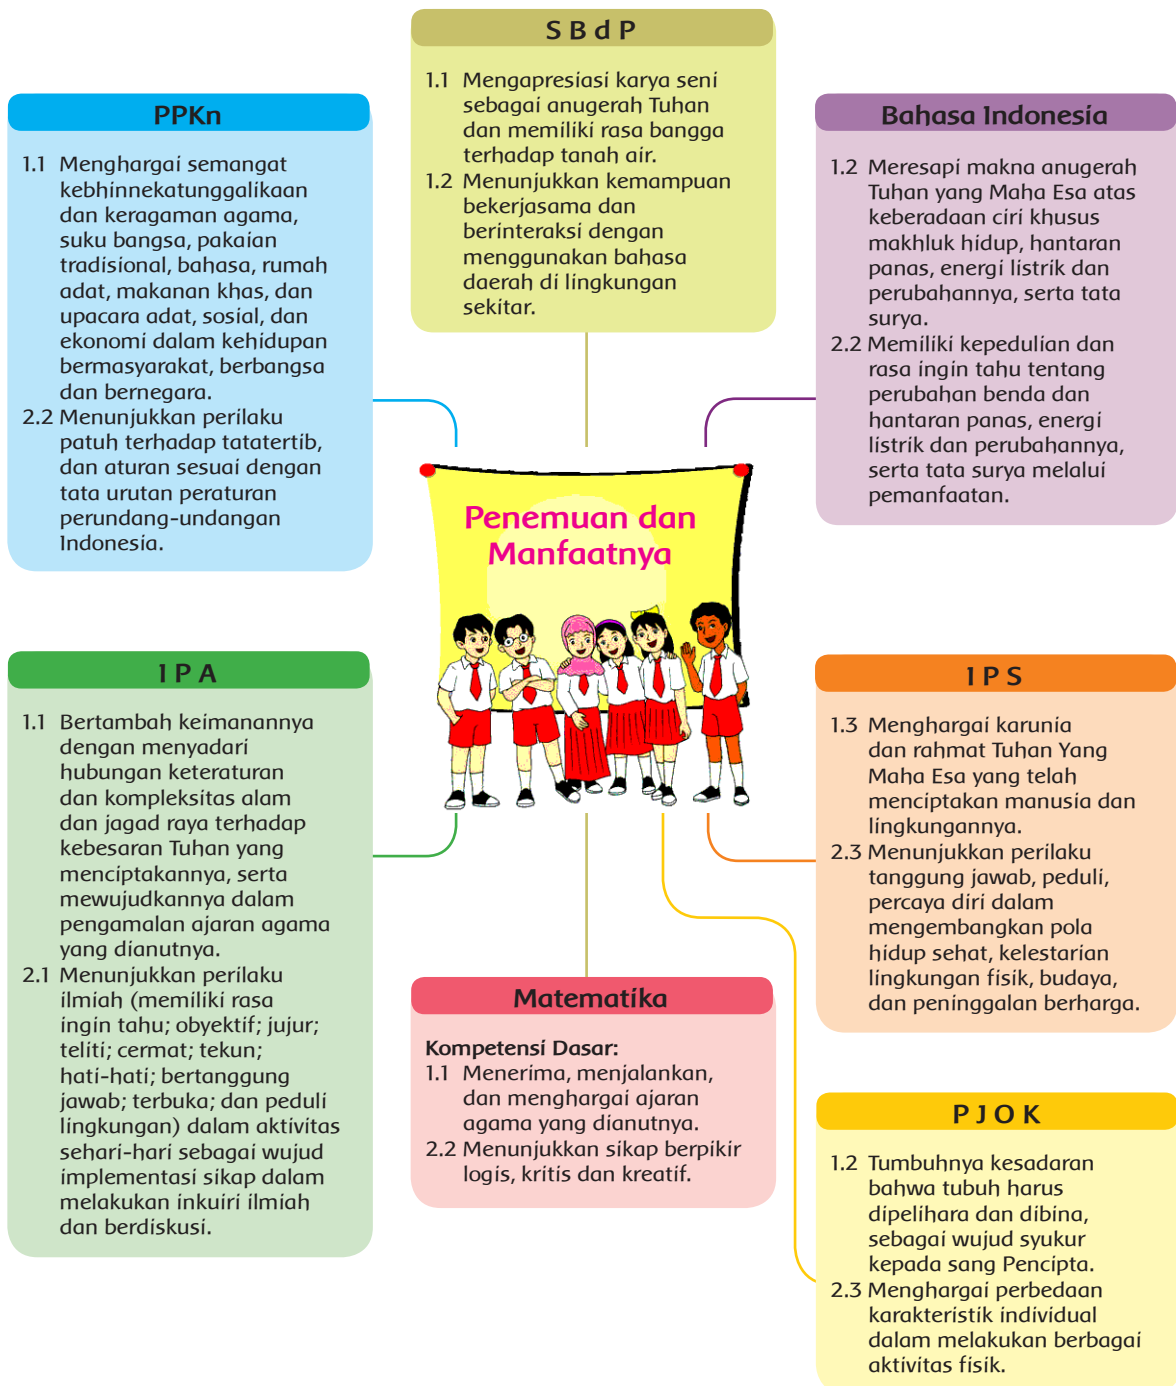 S B d P
1.1 Mengapresiasi karya seni
sebagai anugerah Tuhan
dan memiliki rasa bangga
terhadap tanah air.
1.2 Menunjukkan kemampuan
bekerjasama dan
berinteraksi dengan
menggunakan bahasa
daerah di lingkungan
sekitar.
PPKn
1.1 Menghargai semangat
kebhinnekatunggalikaan
dan keragaman agama,
suku bangsa, pakaian
tradisional, bahasa, rumah
adat, makanan khas, dan
upacara adat, sosial, dan
ekonomi dalam kehidupan
bermasyarakat, berbangsa
dan bernegara.
2.2 Menunjukkan perilaku
patuh terhadap tatatertib,
dan aturan sesuai dengan
tata urutan peraturan
perundang-undangan
Indonesia.
Bahasa Indonesia
1.2 Meresapi makna anugerah
Tuhan yang Maha Esa atas
keberadaan ciri khusus
makhluk hidup, hantaran
panas, energi listrik dan
perubahannya, serta tata
surya.
2.2 Memiliki kepedulian dan
rasa ingin tahu tentang
perubahan benda dan
hantaran panas, energi
listrik dan perubahannya,
serta tata surya melalui
pemanfaatan.
Penemuan dan
Manfaatnya
I P A
1.1 Bertambah keimanannya
dengan menyadari
hubungan keteraturan
dan kompleksitas alam
dan jagad raya terhadap
kebesaran Tuhan yang
menciptakannya, serta
mewujudkannya dalam
pengamalan ajaran agama
yang dianutnya.
2.1 Menunjukkan perilaku
ilmiah (memiliki rasa
ingin tahu; obyektif; jujur;
teliti; cermat; tekun;
hati-hati; bertanggung
jawab; terbuka; dan peduli
lingkungan) dalam aktivitas
sehari-hari sebagai wujud
implementasi sikap dalam
melakukan inkuiri ilmiah
dan berdiskusi.
I P S
1.3 Menghargai karunia
dan rahmat Tuhan Yang
Maha Esa yang telah
menciptakan manusia dan
lingkungannya.
2.3 Menunjukkan perilaku
tanggung jawab, peduli,
percaya diri dalam
mengembangkan pola
hidup sehat, kelestarian
lingkungan fisik, budaya,
dan peninggalan berharga.
Matematika
Kompetensi Dasar:
1.1 Menerima, menjalankan,
dan menghargai ajaran
agama yang dianutnya.
2.2 Menunjukkan sikap berpikir
logis, kritis dan kreatif.
P J O K
1.2 Tumbuhnya kesadaran
bahwa tubuh harus
dipelihara dan dibina,
sebagai wujud syukur
kepada sang Pencipta.
2.3 Menghargai perbedaan
karakteristik individual
dalam melakukan berbagai
aktivitas fisik.